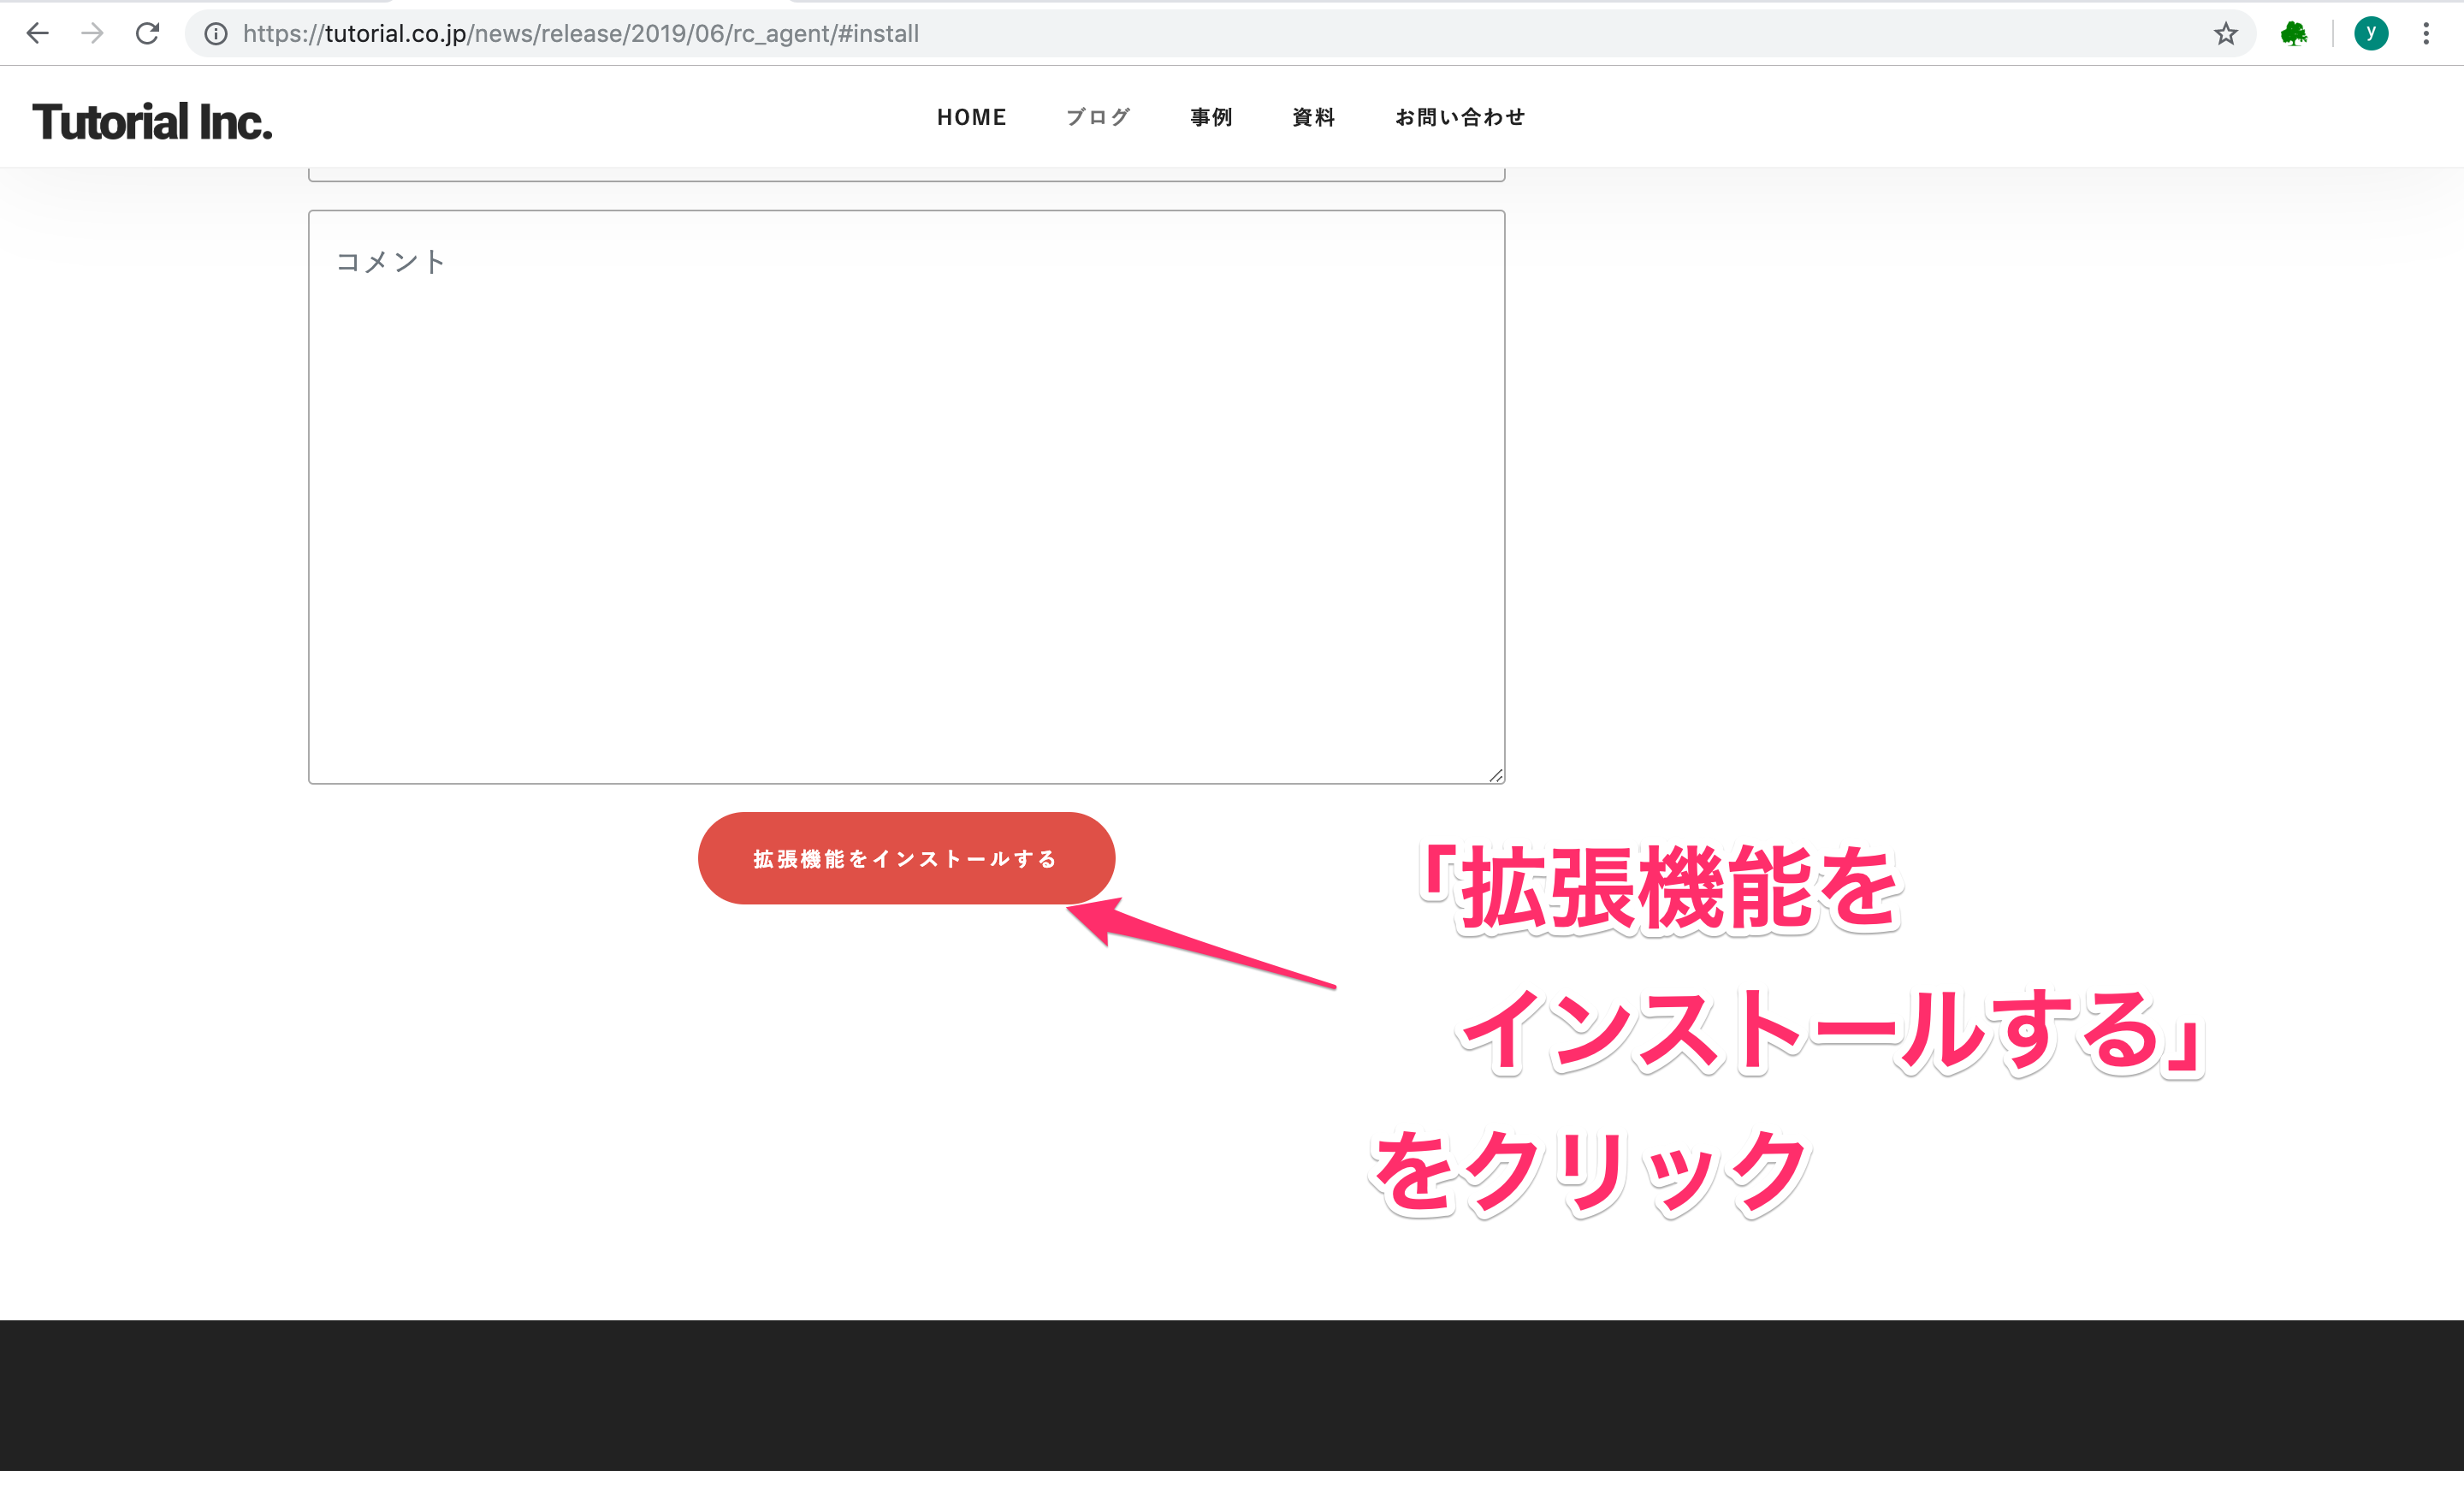 https://tutorial.co.jp/news/release/2019/06/rc_agent/#install
y
Tutorial Inc.
HOME ブログ 事例 資料 お問い合わせ
コメント
拡張機能をインストールする
「拡張機能を
インストールする」
をクリック